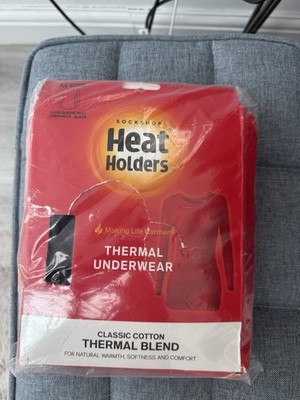 SOCKSHOP
Heat
Holders
Making Life Warmer
THERMAL
UNDERWEAR
CLASSIC COTTON
THERMAL BLEND
FOR NATURAL WARMTH, SOFTNESS AND COMFORT